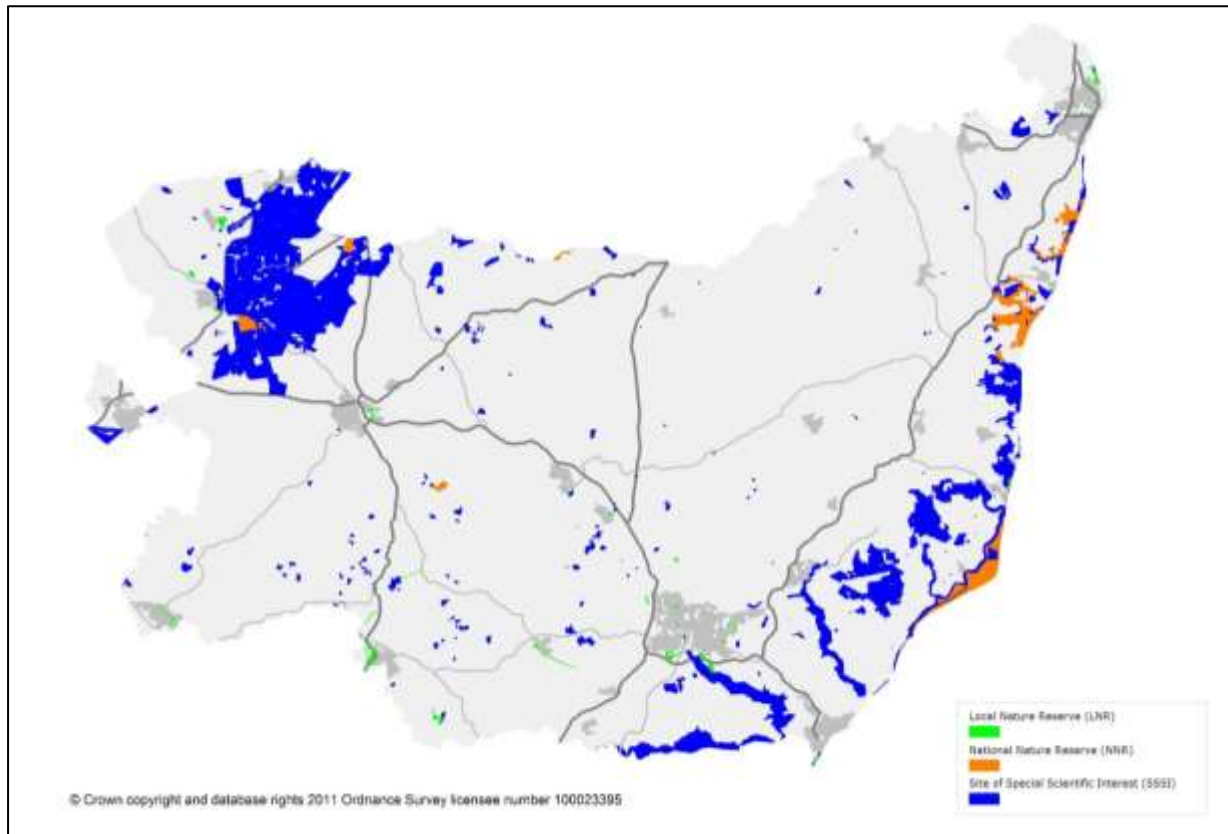 Local Nature Reserve (LNR)
National Nature Reserve (NNR)
Site of Special Scientific Interest (SSSI)
© Crown copyright and database rights 2011 Ordnance Survey licensee number 100023395